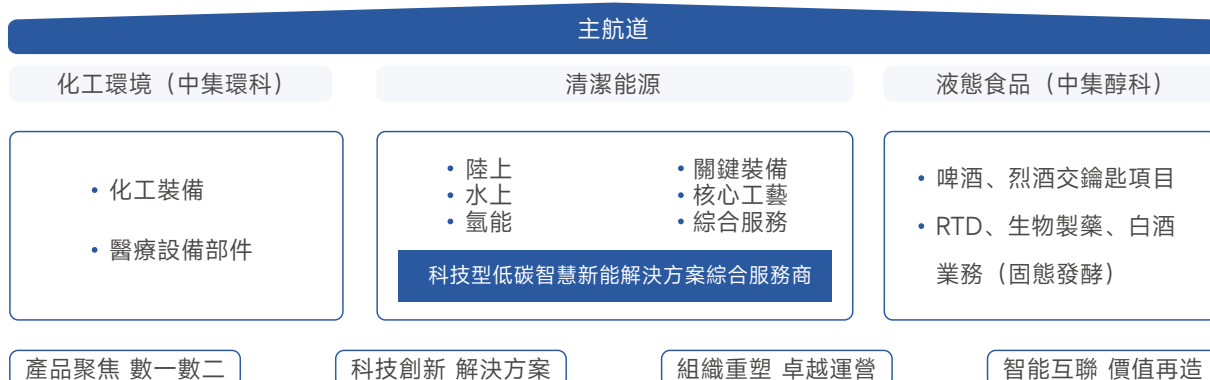 主航道
化工環境（中集環科）
清潔能源
液態食品（中集醇科）
• 化工裝備
• 醫療設備部件
• 陸上
• 水上
• 氫能
• 關鍵裝備
• 核心工藝
• 綜合服務
科技型低碳智慧新能解決方案綜合服務商
• 啤酒、烈酒交鑰匙項目
• RTD、生物製藥、白酒
業務（固態發酵）
產品聚焦 數一數二
科技創新 解決方案
組織重塑 卓越運營
智能互聯 價值再造